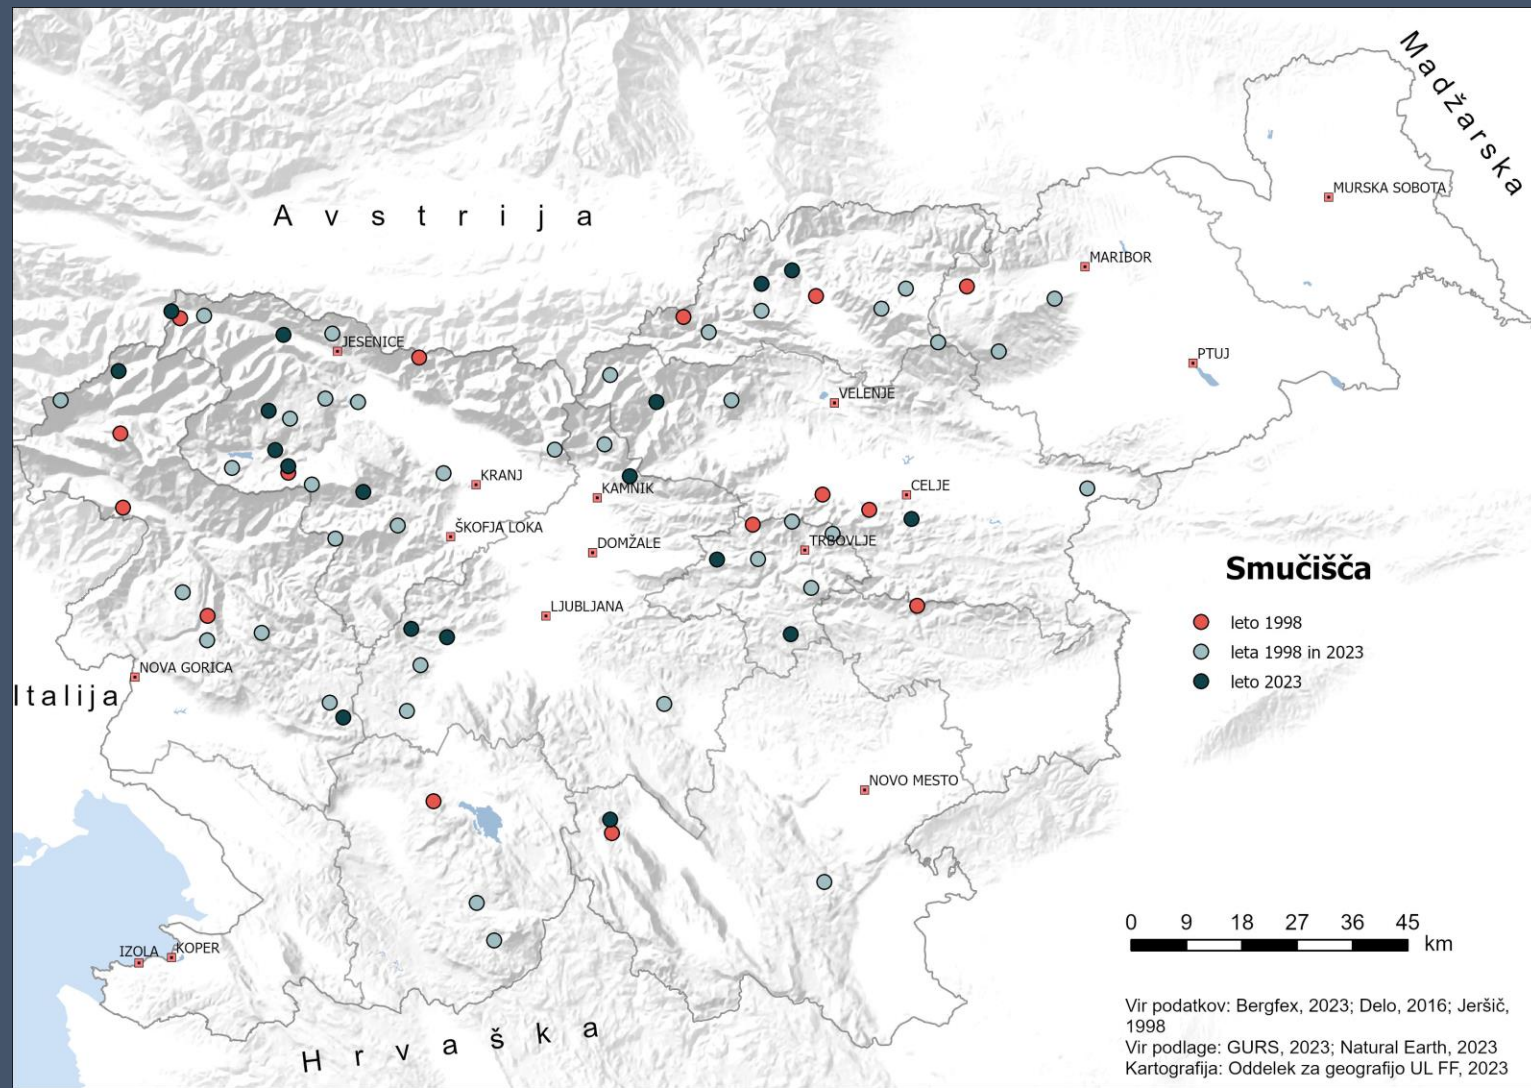 Madžarska
MURSKA SOBOTA
Avstrija
MARIBOR
JESENICE
PTUJ
VELENJE
KRANJ
KAMNIK
CELJE
ŠKOFJA LOKA
DOMŽALE
TRBOVLJE
Smučišča
leto 1998
leta 1998 in 2023
leto 2023
LJUBLJANA
NOVA GORICA
Italija
NOVO MESTO
IZOLA
KOPER
0 9 18 27 36 45
km
Hrvaška
Vir podatkov: Bergfex, 2023; Delo, 2016; Jeršič,
1998
Vir podlage: GURS, 2023; Natural Earth, 2023
Kartografija: Oddelek za geografijo UL FF, 2023